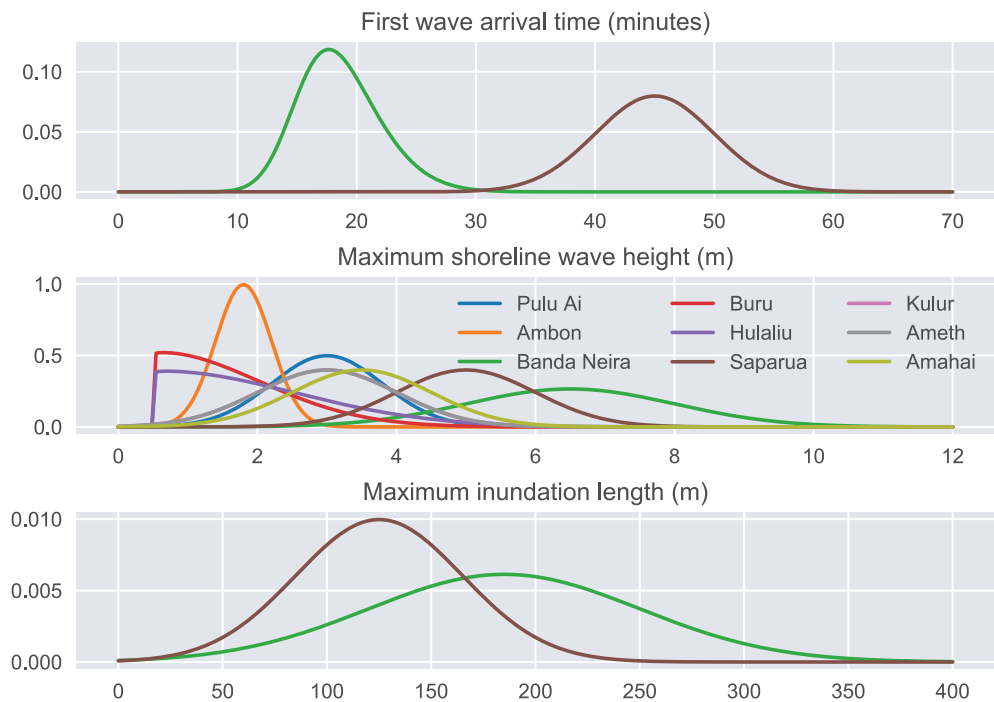 First wave arrival time (minutes)
0.10
0.05
0.00
0 10 20 30 40 50 60 70
Maximum shoreline wave height (m)
1.0
0.5
0.0
Pulu Ai Buru Kulur
Ambon Hulaliu Ameth
Banda Neira Saparua Amahai
0 2 4 6 8 10 12
Maximum inundation length (m)
0.010
0.005
0.000
0 50 100 150 200 250 300 350 400